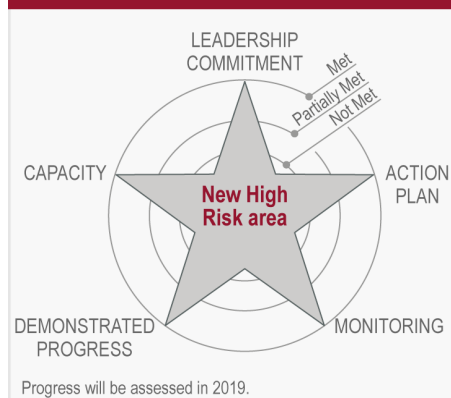 LEADERSHIP
COMMITMENT
Met
Partially Met
Not Met
CAPACITY
ACTION
PLAN
New High
Risk area
DEMONSTRATED
PROGRESS
MONITORING
Progress will be assessed in 2019.